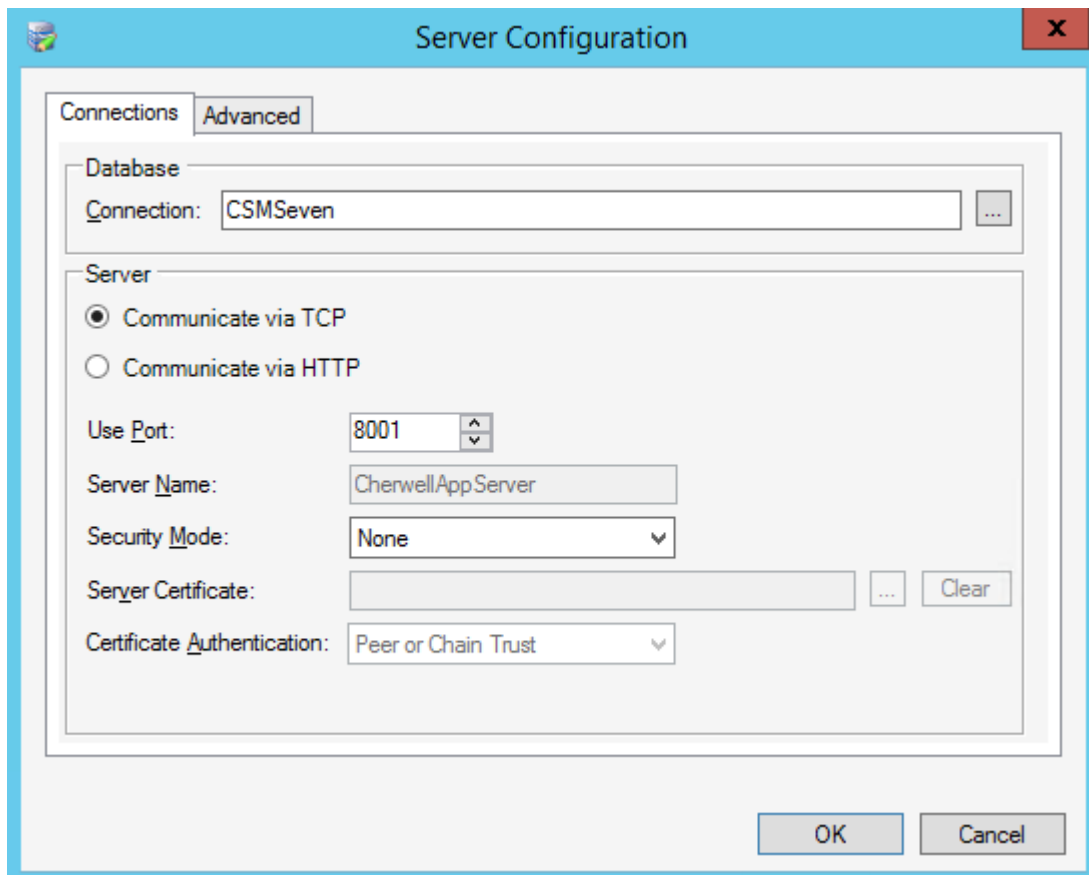 Server Configuration
x
Connections Advanced
Database
Connection: CSMSeven ...
Server
Communicate via TCP
Communicate via HTTP
Use Port: 8001
Server Name: CherwellAppServer
Security Mode: None
Server Certificate: ... Clear
Certificate Authentication: Peer or Chain Trust
OK Cancel